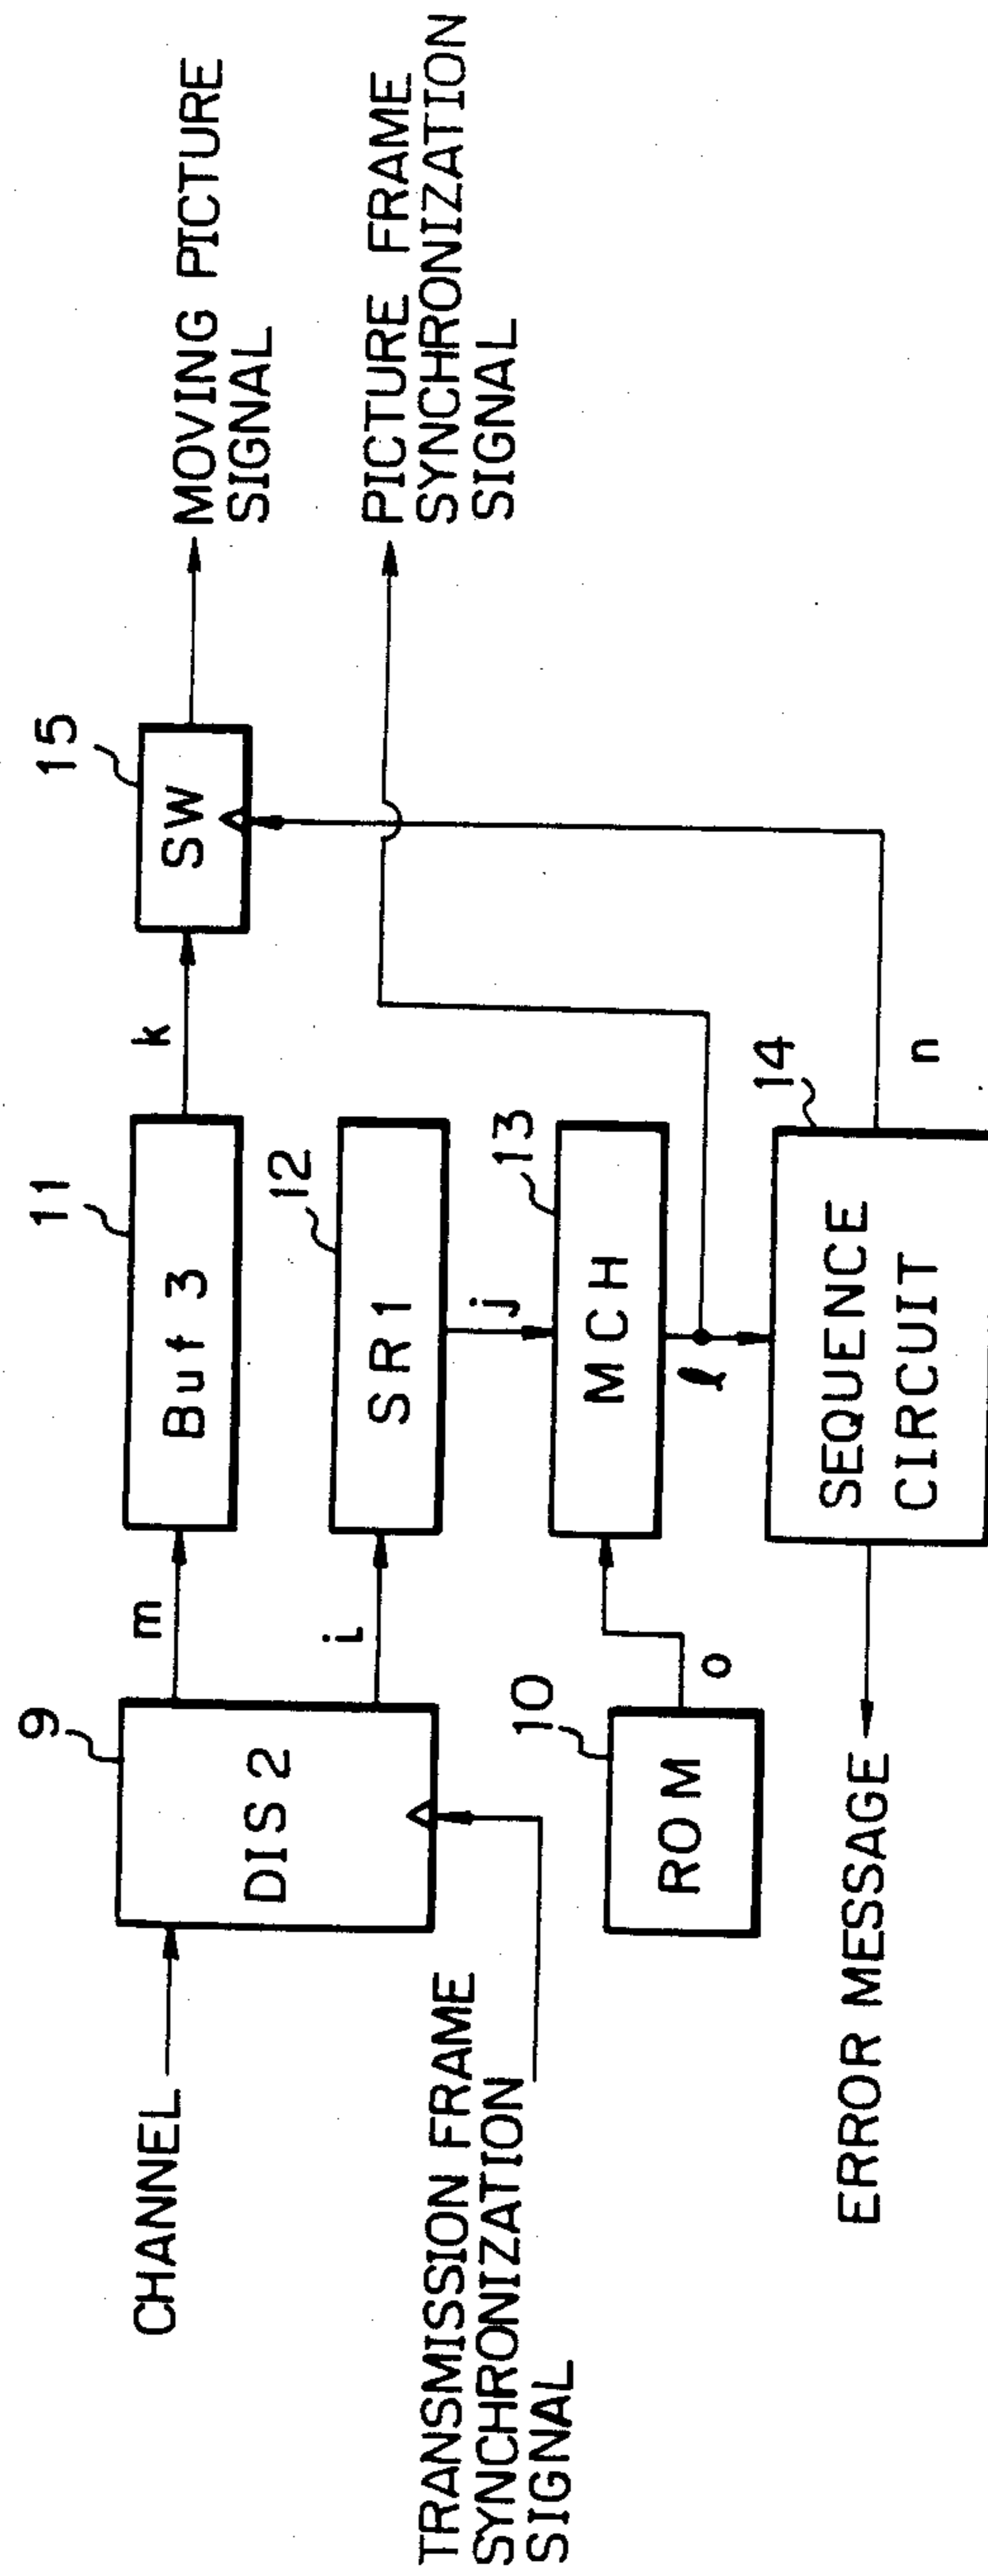 CHANNEL
9
DIS 2
TRANSMISSION FRAME
SYNCHRONIZATION
SIGNAL
m
i
11
Buf 3
k
15
SW
MOVING PICTURE
SIGNAL
12
SR1
j
10
ROM
o
13
MCH
l
PICTURE FRAME
SYNCHRONIZATION
SIGNAL
14
SEQUENCE
CIRCUIT
n
ERROR MESSAGE